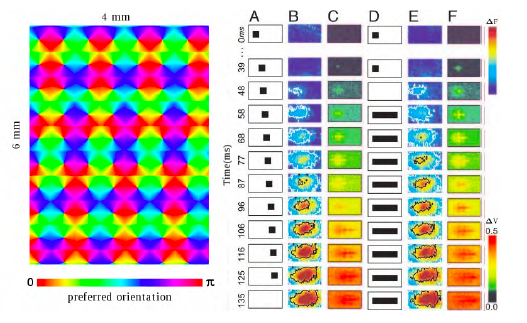 4 mm
6 mm
0 π
preferred orientation
A B C D E F
Time(ms)
0ms
...
39
48
58
68
77
87
96
106
116
125
135
ΔF
ΔV
0.5
0.0